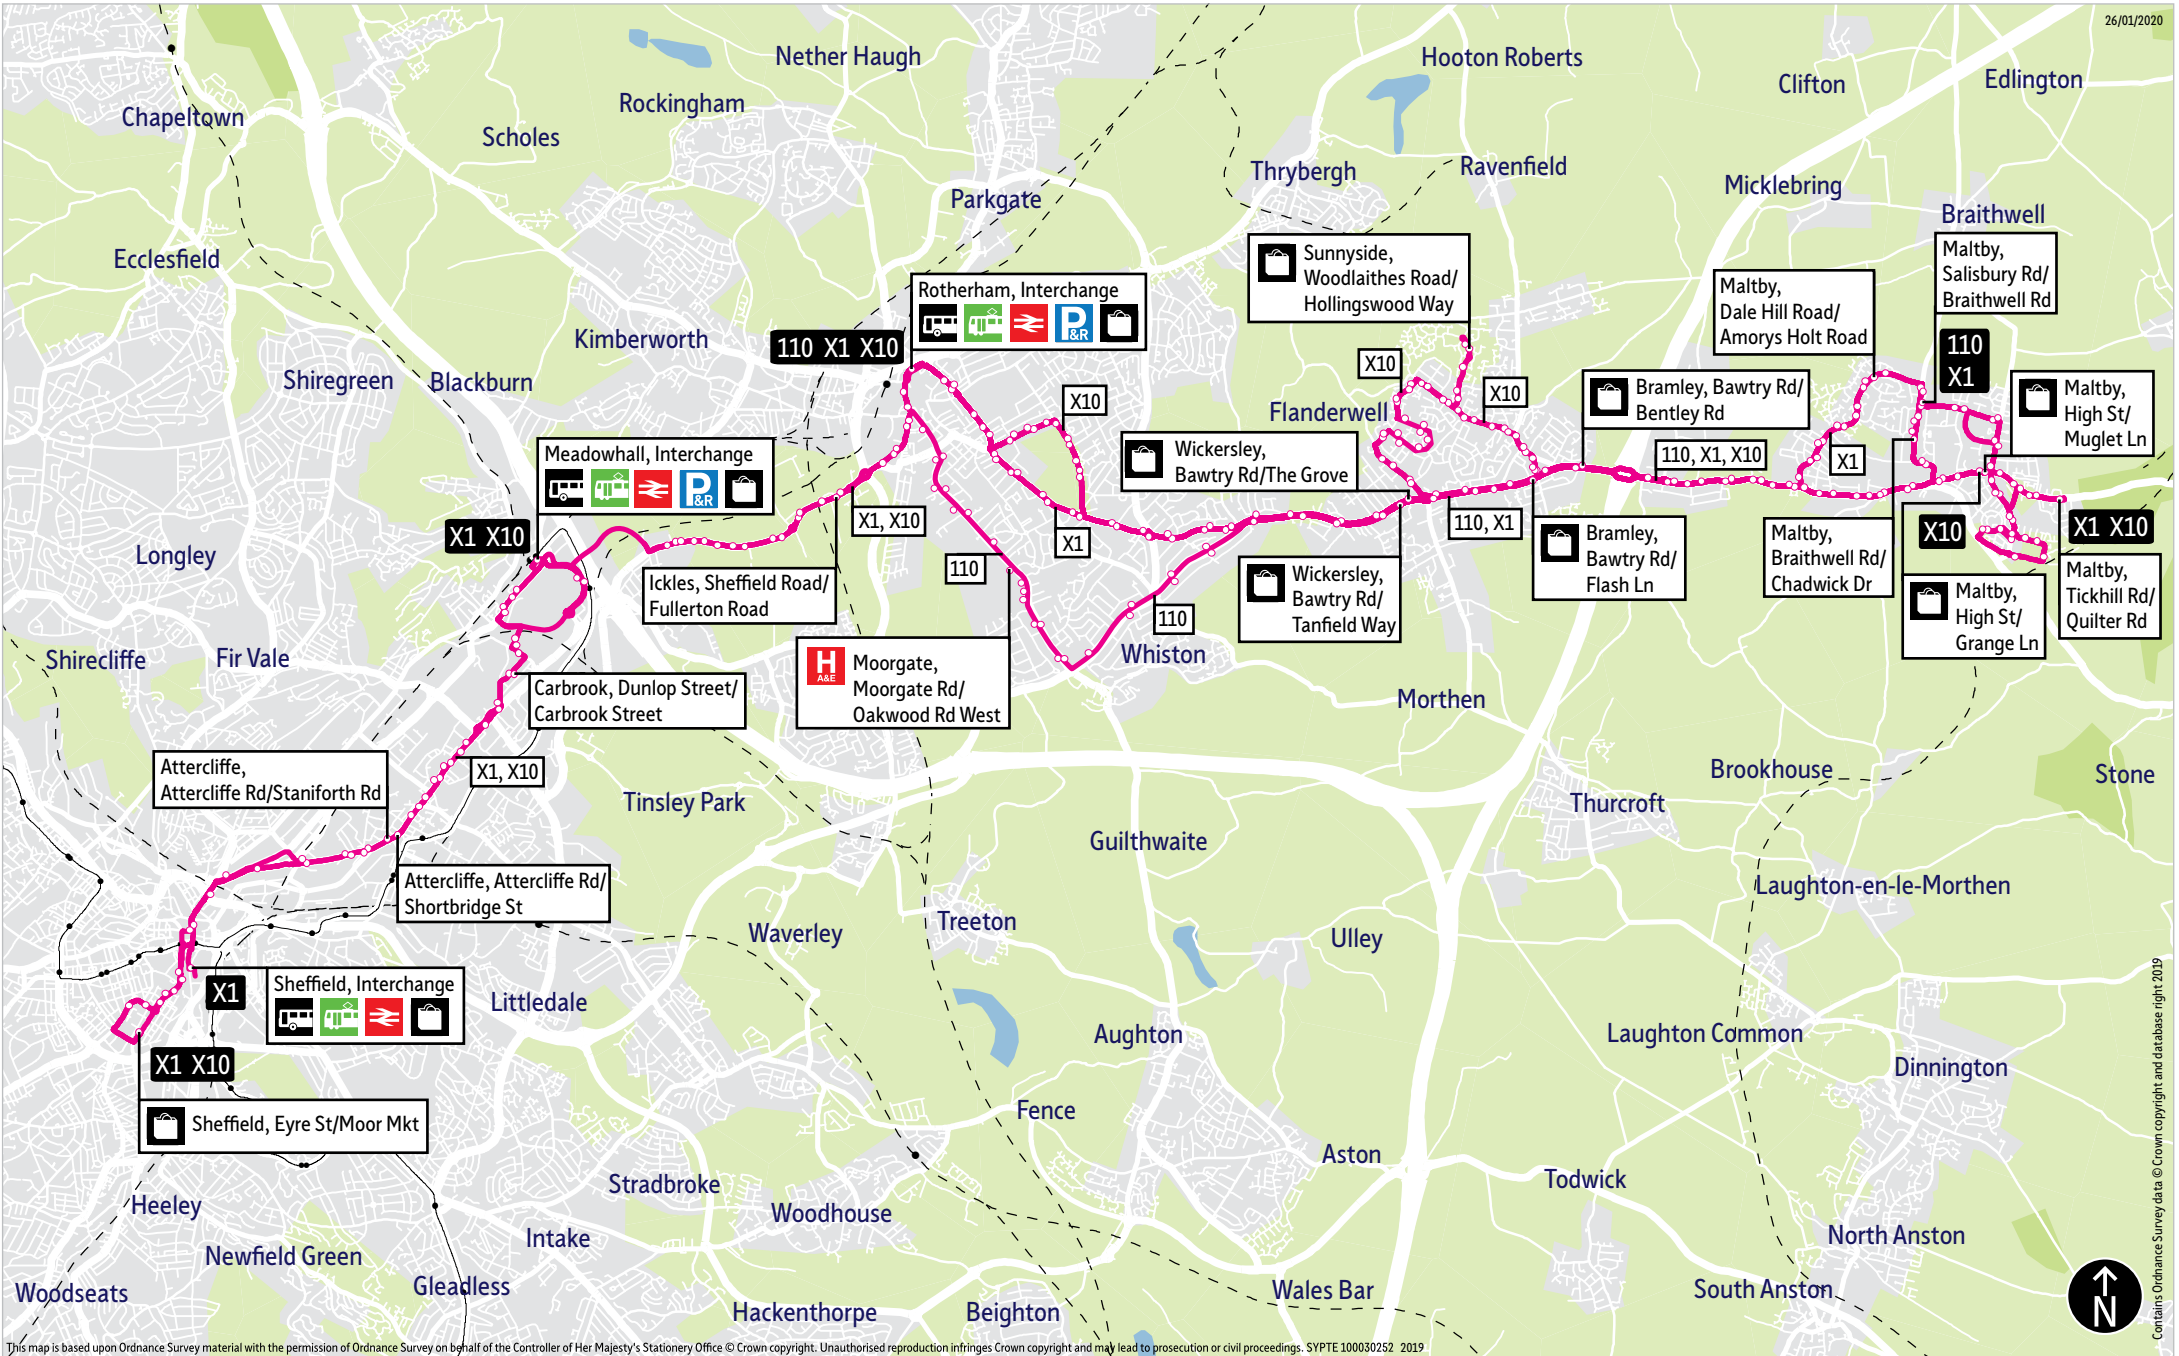 26/01/2020
Nether Haugh
Hooton Roberts
Edlington
Clifton
Rockingham
Chapeltown
Scholes
Thrybergh
Ravenfield
Micklebring
Parkgate
Braithwell
Ecclesfield
Sunnyside,
Woodlaithes Road/
Hollingswood Way
Maltby,
Salisbury Rd/
Braithwell Rd
Rotherham, Interchange
P&R
Maltby,
Dale Hill Road/
Amorys Holt Road
Kimberworth
110 X1 X10
110
X1
X10
Shiregreen
Blackburn
X10
X10
Flanderwell
Bramley, Bawtry Rd/
Bentley Rd
Maltby,
High St/
Muglet Ln
Meadowhall, Interchange
P&R
Wickersley,
Bawtry Rd/The Grove
110, X1, X10
X1
X1 X10
X1, X10
X1
110, X1
X10
X1 X10
Longley
110
Bramley,
Bawtry Rd/
Flash Ln
Maltby,
Braithwell Rd/
Chadwick Dr
Ickles, Sheffield Road/
Fullerton Road
Wickersley,
Bawtry Rd/
Tanfield Way
Maltby,
High St/
Grange Ln
Maltby,
Tickhill Rd/
Quilter Rd
110
Shirecliffe
Fir Vale
Whiston
H
A&E
Moorgate,
Moorgate Rd/
Oakwood Rd West
Carbrook, Dunlop Street/
Carbrook Street
Morthen
Attercliffe,
Attercliffe Rd/Staniforth Rd
X1, X10
Brookhouse
Stone
Tinsley Park
Thurcroft
Guilthwaite
Attercliffe, Attercliffe Rd/
Shortbridge St
Laughton-en-le-Morthen
Waverley
Treeton
Ulley
Sheffield, Interchange
X1
Littledale
Aughton
Laughton Common
X1 X10
Dinnington
Sheffield, Eyre St/Moor Mkt
Fence
Aston
Todwick
Stradbroke
Heeley
Woodhouse
Intake
North Anston
Newfield Green
Gleadless
Woodseats
Wales Bar
South Anston
Hackenthorpe
Beighton
N
Contains Ordnance Survey data © Crown copyright and database right 2019
This map is based upon Ordnance Survey material with the permission of Ordnance Survey on behalf of the Controller of Her Majesty's Stationery Office © Crown copyright. Unauthorised reproduction infringes Crown copyright and may lead to prosecution or civil proceedings. SYPTE 100030252 2019